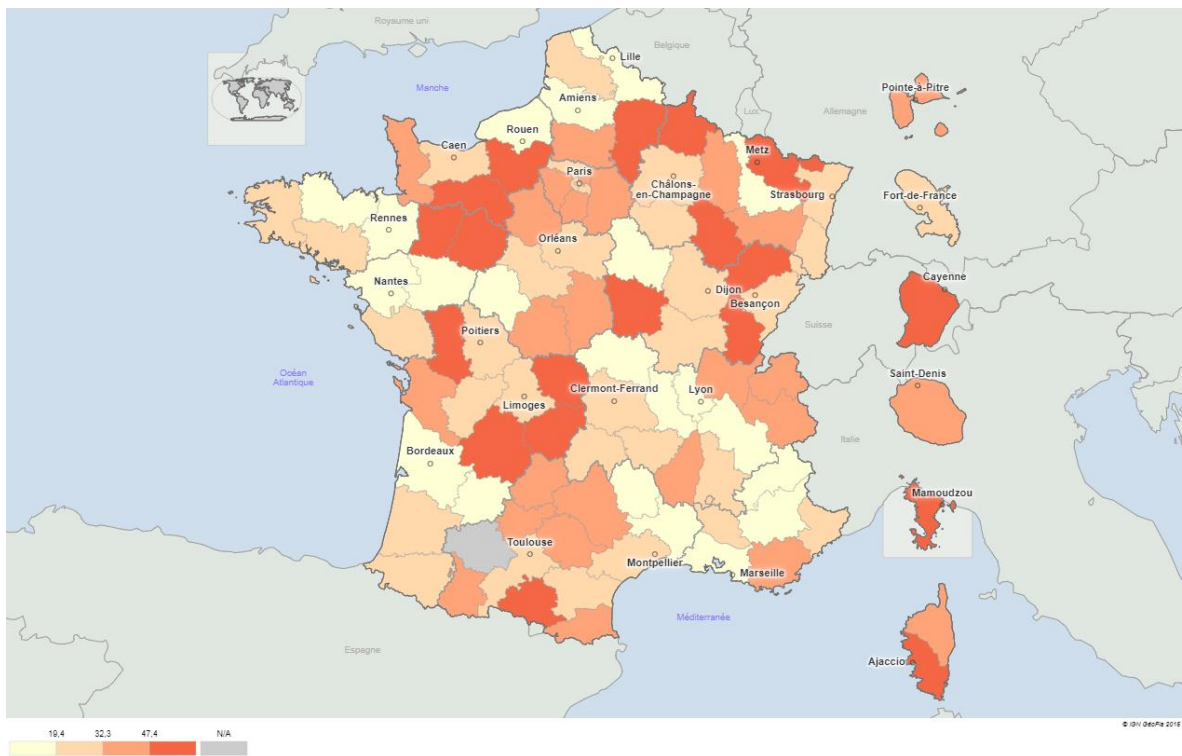 Royaume uni
Belgique
Lille
Manche
Amiens
Lux.
Allemagne
Pointe-à-Pitre
Rouen
Caen
Metz
Paris
Châlons-
en-Champagne
Strasbourg
Fort-de-France
Rennes
Orléans
Nantes
Dijon
Besançon
Cayenne
Suisse
Poitiers
Océan
Atlantique
Saint-Denis
Clermont-Ferrand
Lyon
Limoges
Italie
Bordeaux
Mamoudzou
Toulouse
Montpellier
Marseille
Méditerranée
Espagne
Ajaccio
© IGN GéoFla 2015
19,4 32,3 47,4 N/A